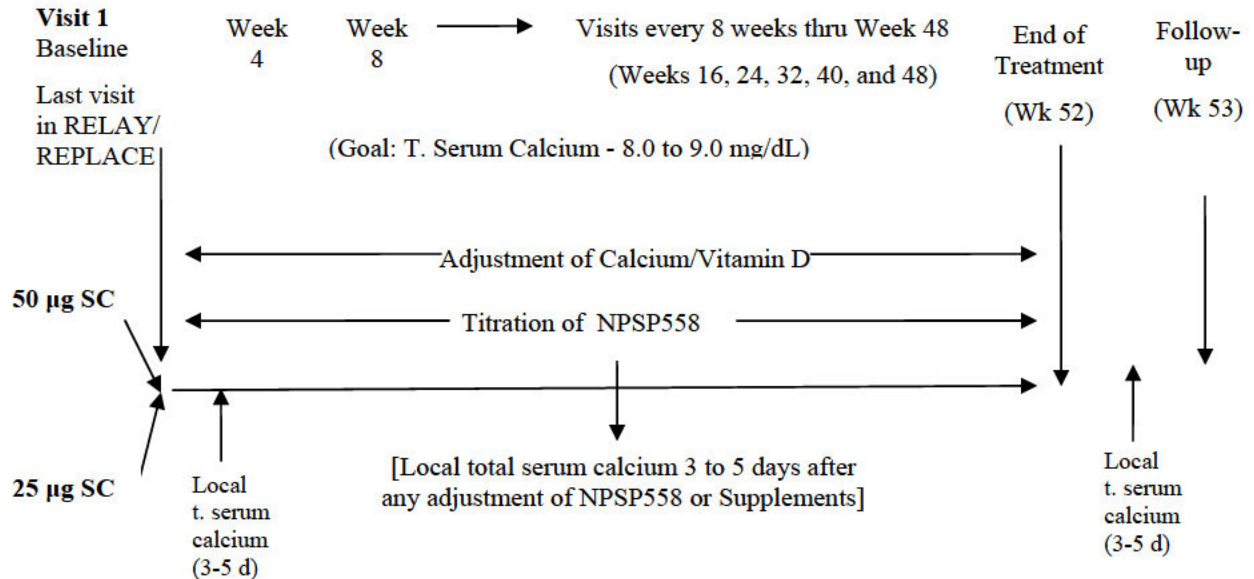 Visit 1
Baseline
Last visit
in RELAY/
REPLACE
Week
4
Week
8
Visits every 8 weeks thru Week 48
(Weeks 16, 24, 32, 40, and 48)
End of
Treatment
(Wk 52)
Follow-
up
(Wk 53)
(Goal: T. Serum Calcium - 8.0 to 9.0 mg/dL)
Adjustment of Calcium/Vitamin D
50 µg SC
Titration of NPSP558
25 µg SC
Local
t. serum
calcium
(3-5 d)
[Local total serum calcium 3 to 5 days after
any adjustment of NPSP558 or Supplements]
Local
t. serum
calcium
(3-5 d)